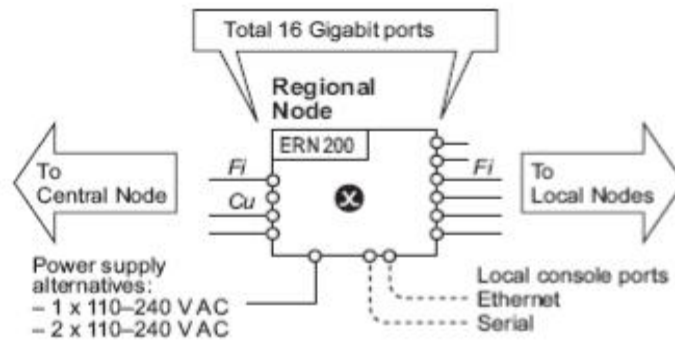 Total 16 Gigabit ports
Regional
Node
ERN 200
To
Central Node
Fi
Cu
Fi
To
Local Nodes
Power supply
alternatives:
– 1 x 110–240 V AC
– 2 x 110–240 V AC
Local console ports
Ethernet
Serial